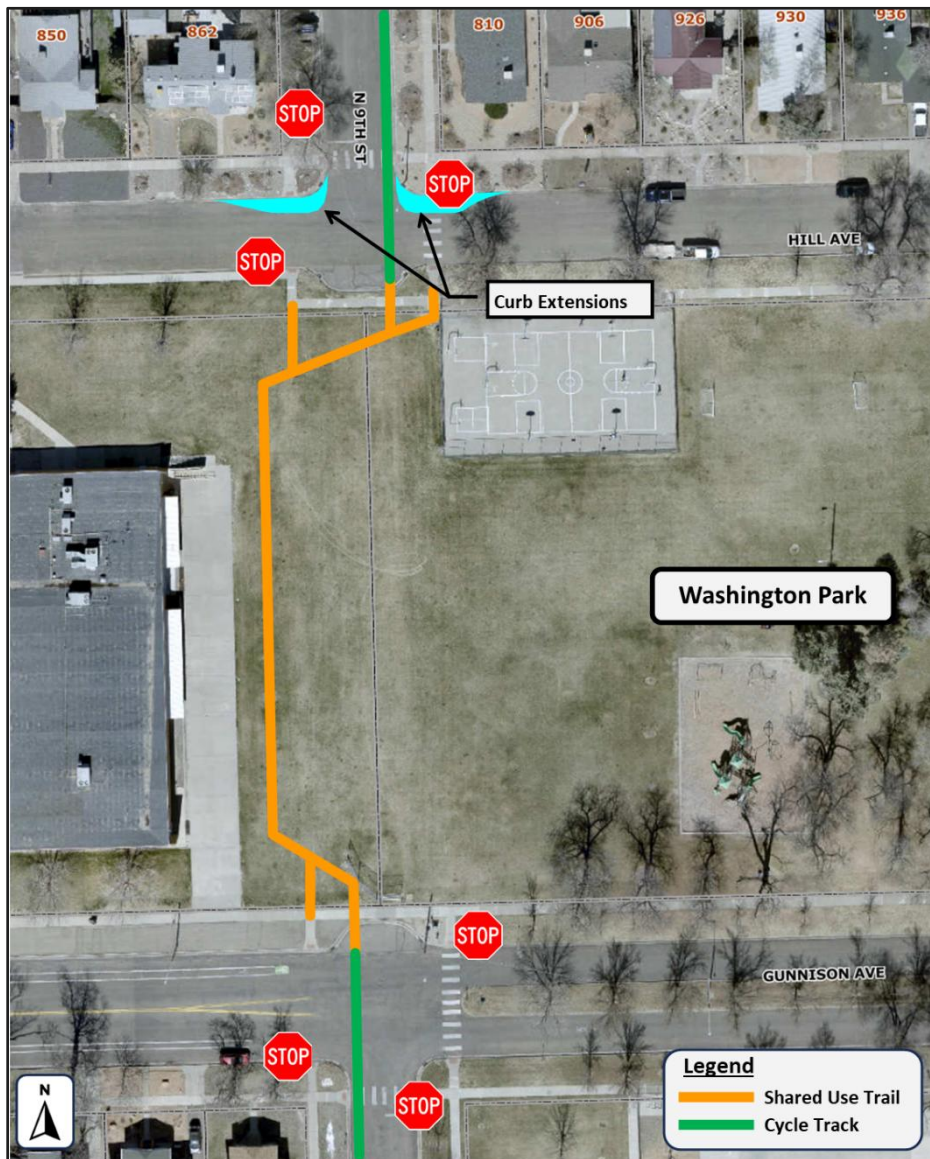 850
862
810
906
926
930
936
STOP
N 9TH ST
STOP
HILL AVE
STOP
Curb Extensions
Washington Park
STOP
GUNNISON AVE
STOP
STOP
N
Legend
Shared Use Trail
Cycle Track